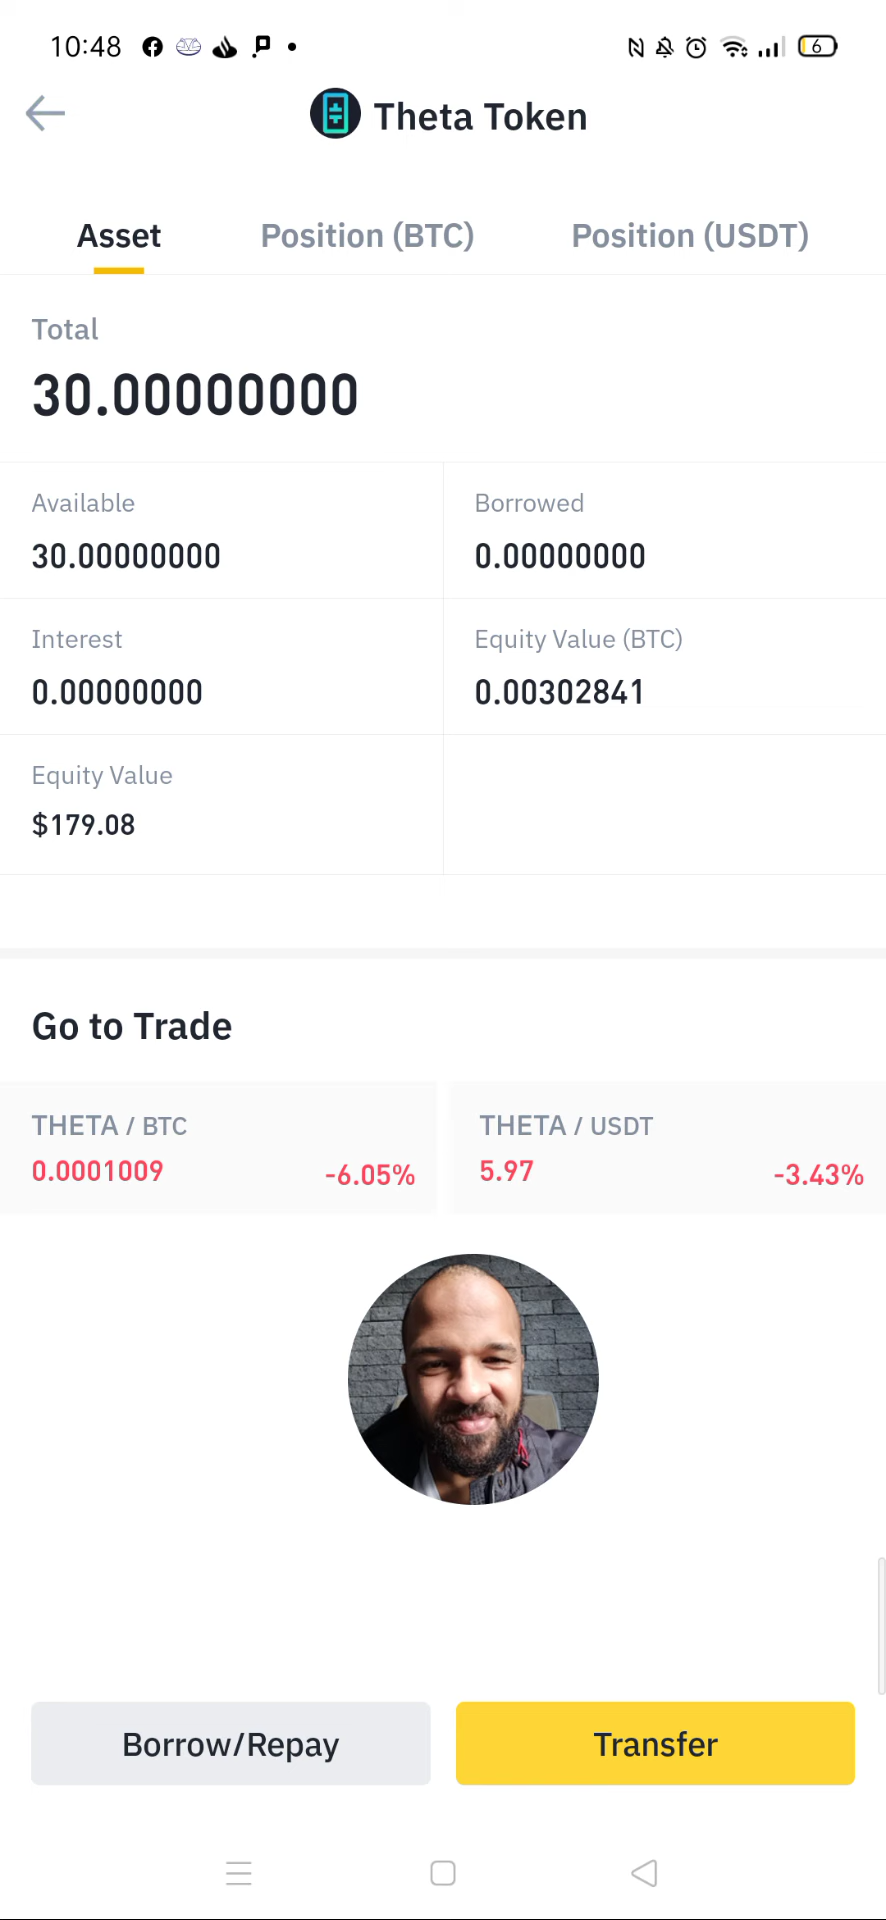 10:48
6
Theta Token
Asset Position (BTC) Position (USDT)
Total
30.00000000
Available Borrowed
30.00000000 0.00000000
Interest Equity Value (BTC)
0.00000000 0.00302841
Equity Value
$179.08
Go to Trade
THETA / BTC THETA / USDT
0.0001009 -6.05% 5.97 -3.43%
Borrow/Repay Transfer